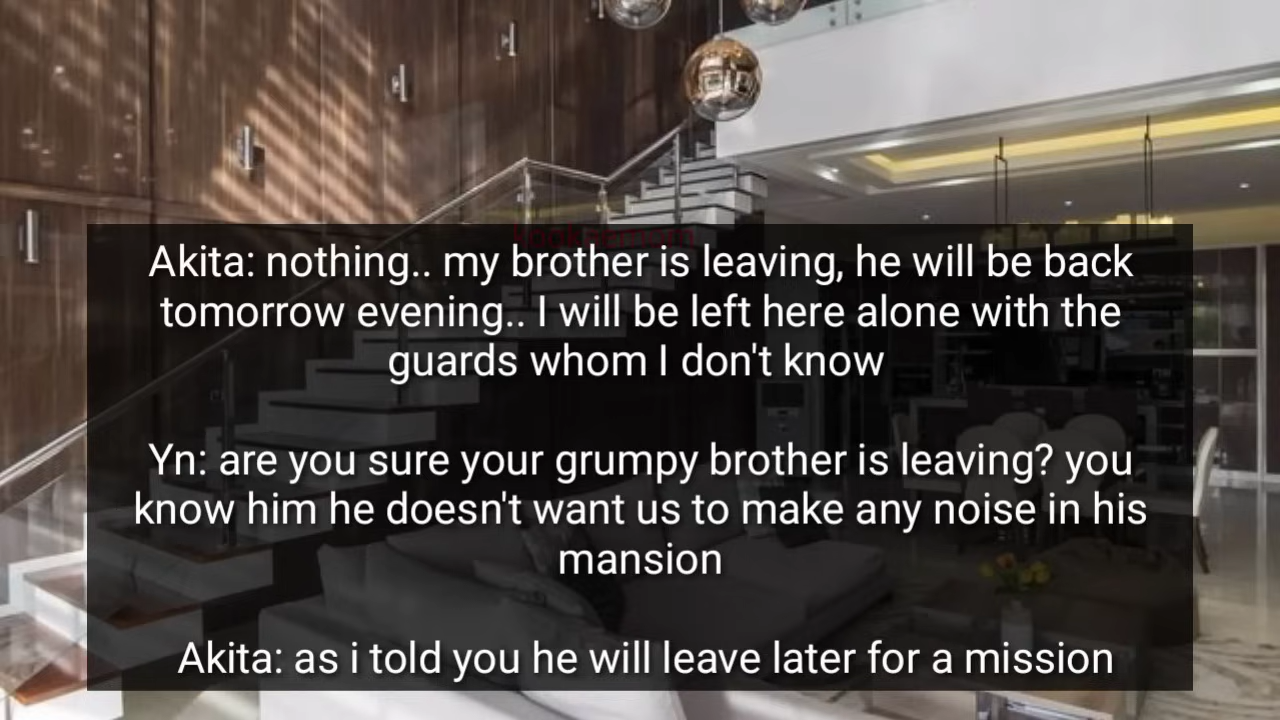 Akita: nothing.. my brother is leaving, he will be back
tomorrow evening.. I will be left here alone with the
guards whom I don't know
Yn: are you sure your grumpy brother is leaving? you
know him he doesn't want us to make any noise in his
mansion
Akita: as i told you he will leave later for a mission